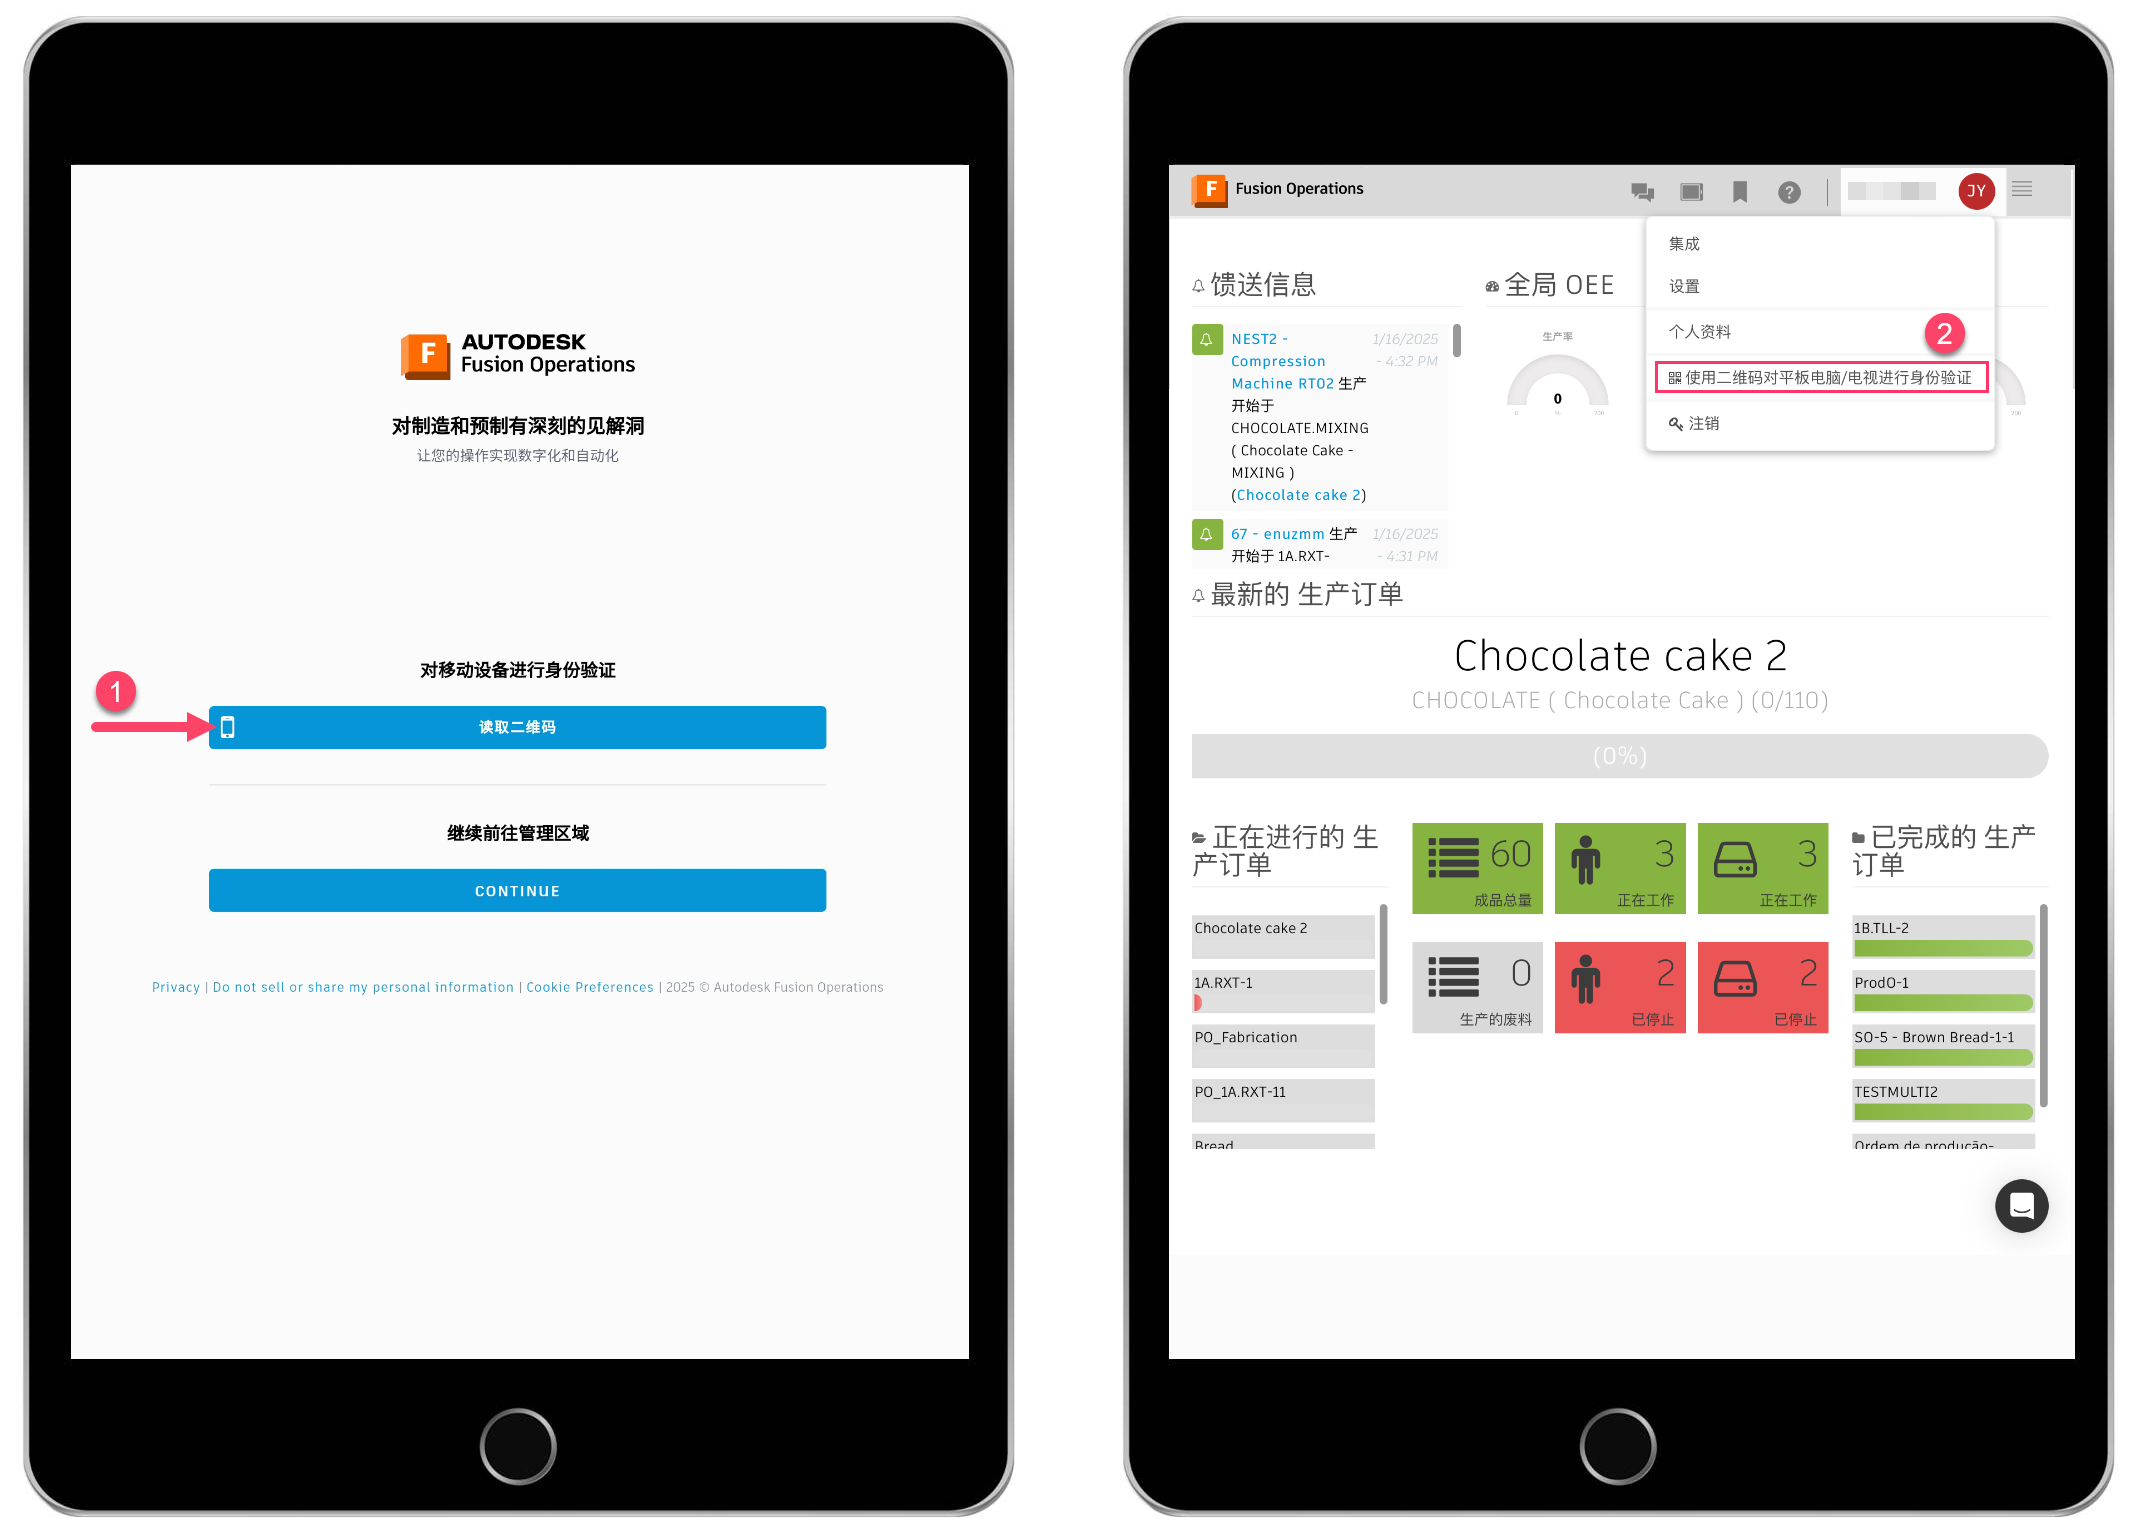 F
AUTODESK
Fusion Operations
对制造和预制有深刻的见解洞
让您的操作实现数字化和自动化
对移动设备进行身份验证
1
读取二维码
继续前往管理区域
CONTINUE
Privacy | Do not sell or share my personal information | Cookie Preferences | 2025 © Autodesk Fusion Operations
F
Fusion Operations
?
JY
集成
设置
个人资料
2
使用二维码对平板电脑/电视进行身份验证
注销
馈送信息
NEST2 -
Compression
Machine RT02 生产
开始于
CHOCOLATE.MIXING
( Chocolate Cake -
MIXING )
(Chocolate cake 2)
1/16/2025
- 4:32 PM
67 - enuzmm 生产
开始于 1A.RXT-
1/16/2025
- 4:31 PM
全局 OEE
生产率
0
0
%
200
200
最新的 生产订单
Chocolate cake 2
CHOCOLATE ( Chocolate Cake ) (0/110)
(0%)
正在进行的 生
产订单
Chocolate cake 2
1A.RXT-1
PO_Fabrication
PO_1A.RXT-11
Bread
60
成品总量
3
正在工作
3
正在工作
0
生产的废料
2
已停止
2
已停止
已完成的 生产
订单
1B.TLL-2
ProdO-1
SO-5 - Brown Bread-1-1
TESTMULTI2
Ordem de produção-